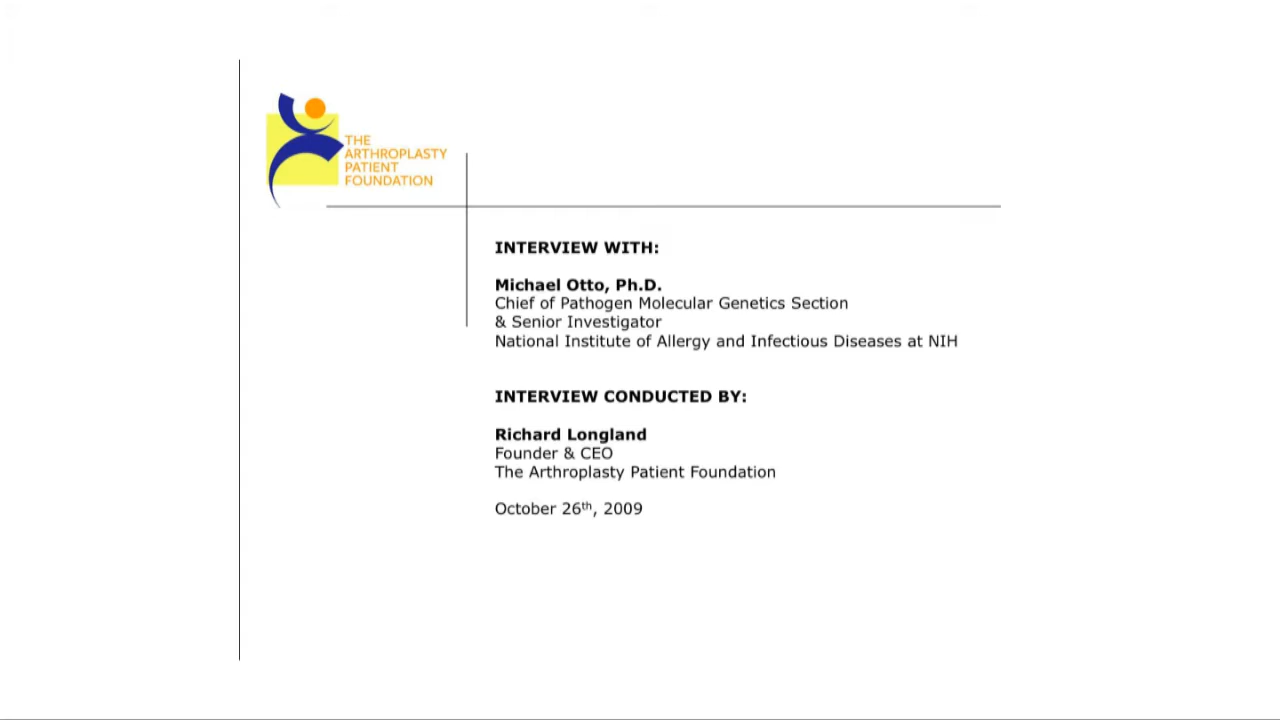 THE
ARTHROPLASTY
PATIENT
FOUNDATION
INTERVIEW WITH:
Michael Otto, Ph.D.
Chief of Pathogen Molecular Genetics Section
& Senior Investigator
National Institute of Allergy and Infectious Diseases at NIH
INTERVIEW CONDUCTED BY:
Richard Longland
Founder & CEO
The Arthroplasty Patient Foundation
October 26th, 2009